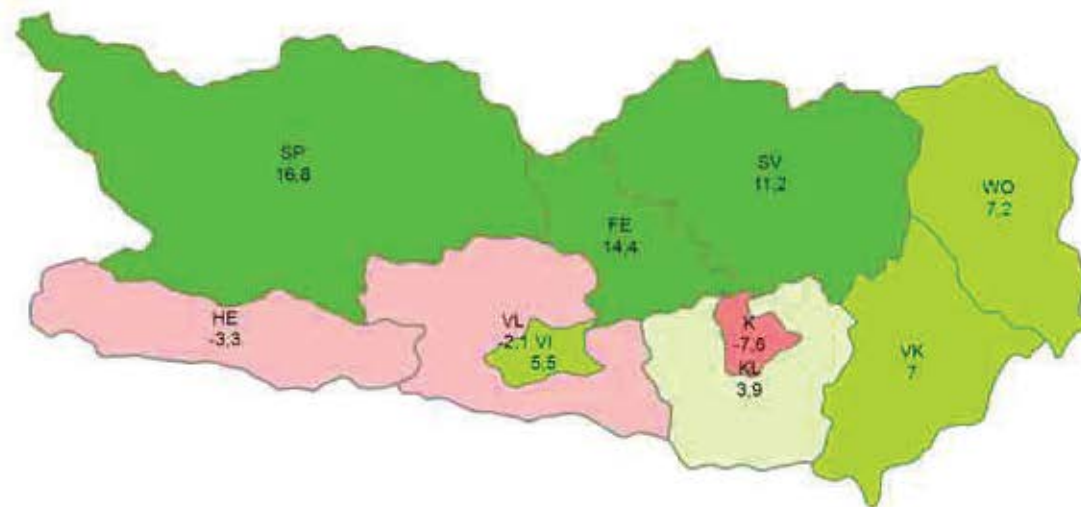 SP
16,8
SV
11,2
WO
7,2
FE
14,4
HE
-3,3
VL
-2,1 VI
5,5
K
-7,6
KL
3,9
VK
7